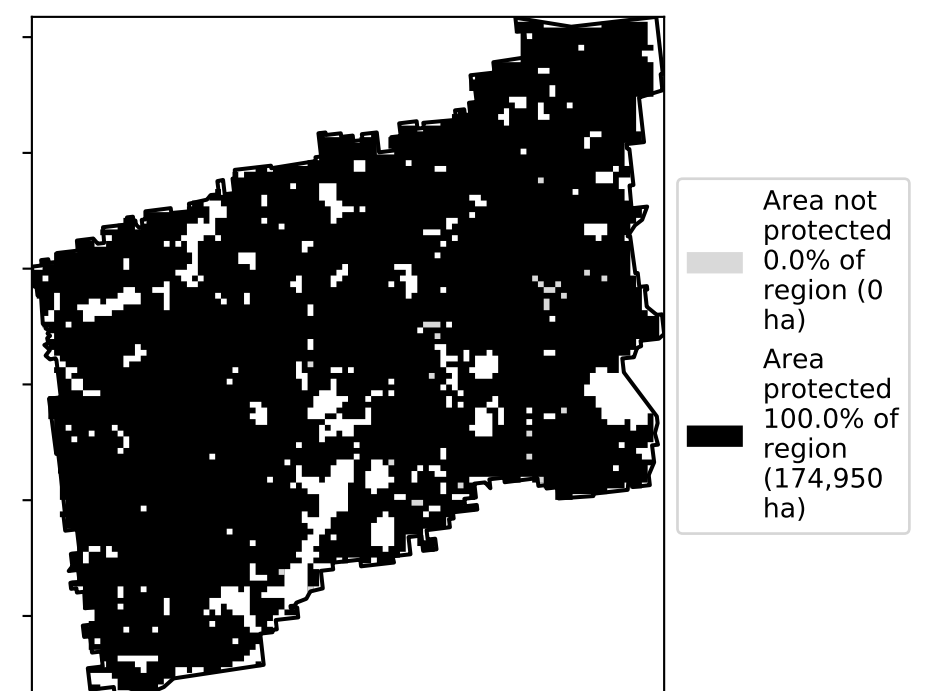 Area not
protected
0.0% of
region (0
ha)
Area
protected
100.0% of
region
(174,950
ha)